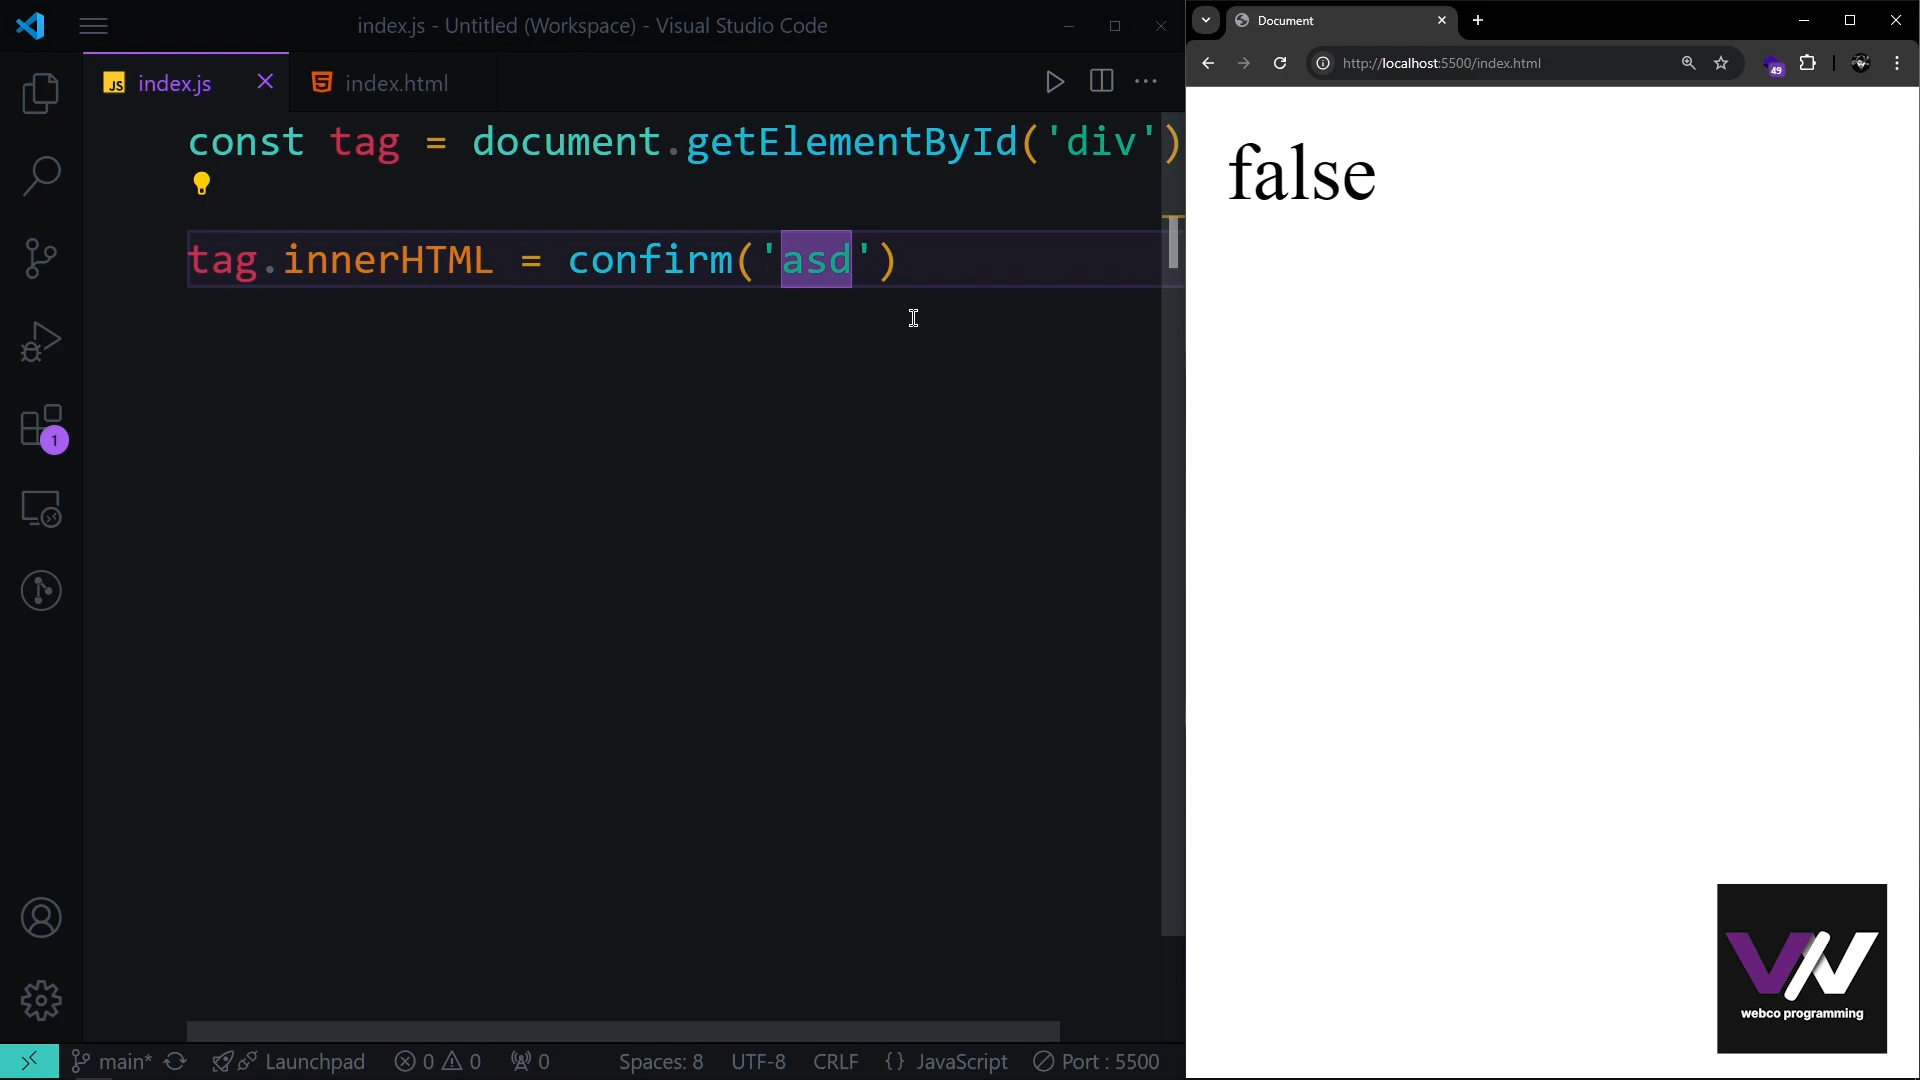 index.js - Untitled (Workspace) - Visual Studio Code
JS index.js
index.html
const tag = document.getElementById('div')
tag.innerHTML = confirm('asd')
1
main*
Launchpad
0 0
0
Spaces: 8
UTF-8
CRLF
{} JavaScript
Port : 5500
Document
http://localhost:5500/index.html
49
false
webco programming